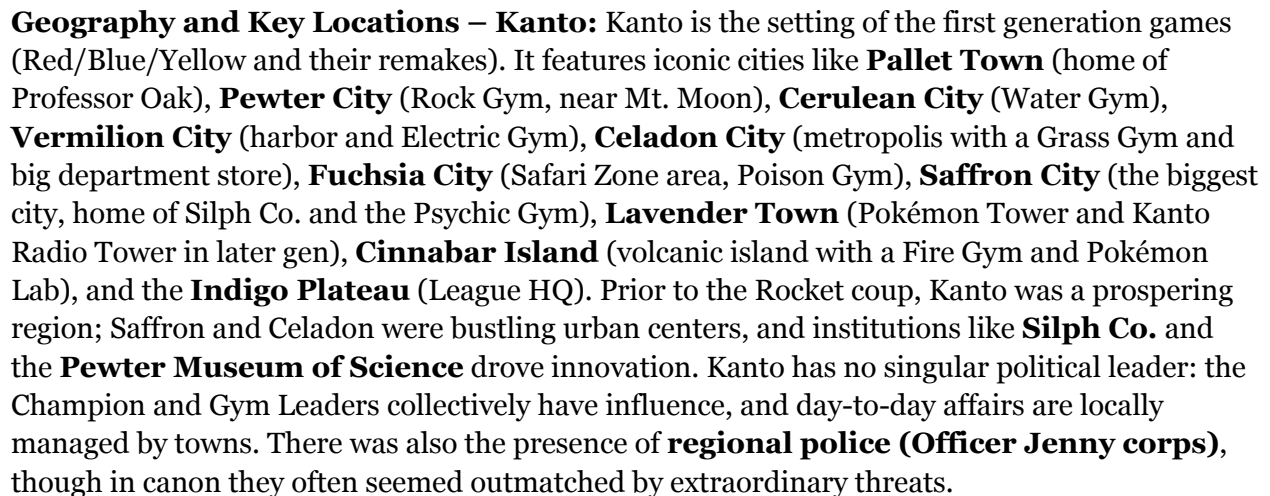 Geography and Key Locations – Kanto: Kanto is the setting of the first generation games
(Red/Blue/Yellow and their remakes). It features iconic cities like Pallet Town (home of
Professor Oak), Pewter City (Rock Gym, near Mt. Moon), Cerulean City (Water Gym),
Vermilion City (harbor and Electric Gym), Celadon City (metropolis with a Grass Gym and
big department store), Fuchsia City (Safari Zone area, Poison Gym), Saffron City (the biggest
city, home of Silph Co. and the Psychic Gym), Lavender Town (Pokémon Tower and Kanto
Radio Tower in later gen), Cinnabar Island (volcanic island with a Fire Gym and Pokémon
Lab), and the Indigo Plateau (League HQ). Prior to the Rocket coup, Kanto was a prospering
region; Saffron and Celadon were bustling urban centers, and institutions like Silph Co. and
the Pewter Museum of Science drove innovation. Kanto has no singular political leader: the
Champion and Gym Leaders collectively have influence, and day-to-day affairs are locally
managed by towns. There was also the presence of regional police (Officer Jenny corps),
though in canon they often seemed outmatched by extraordinary threats.